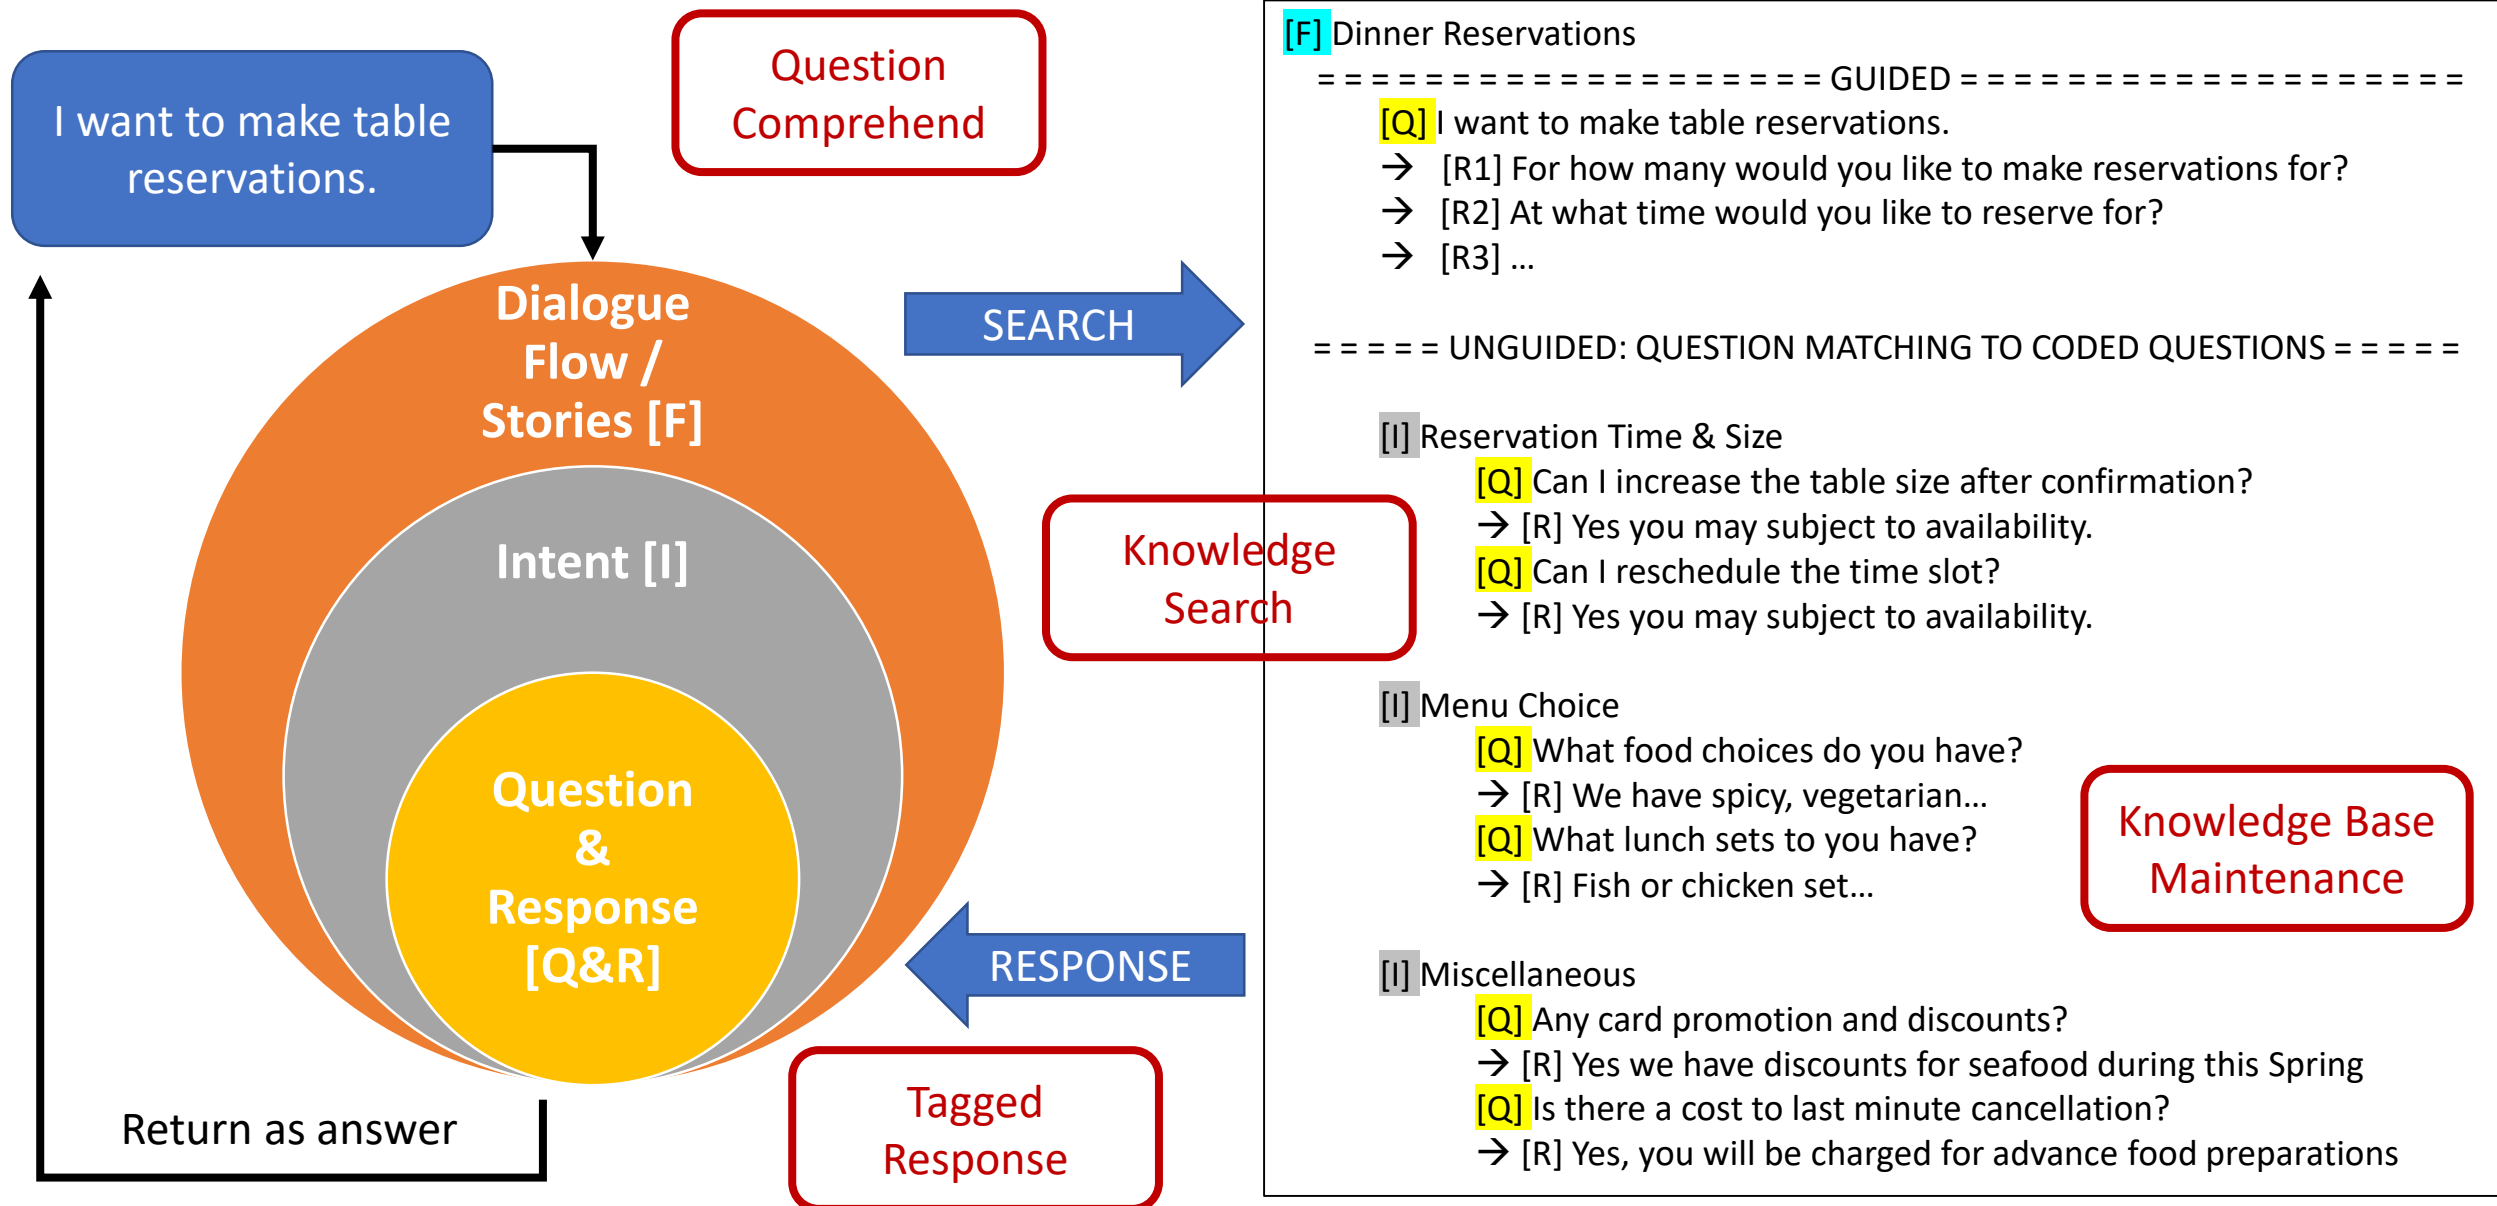 I want to make table
reservations.
Question
Comprehend
Dialogue
Flow /
Stories [F]
Intent [I]
Question
&
Response
[Q&R]
Return as answer
SEARCH
Knowledge
Search
RESPONSE
Tagged
Response
[F] Dinner Reservations
= = = = = = = = = = = = = = = = = = = GUIDED = = = = = = = = = = = = = = = = = = =
[Q] I want to make table reservations.
→ [R1] For how many would you like to make reservations for?
→ [R2] At what time would you like to reserve for?
→ [R3] …
= = = = = UNGUIDED: QUESTION MATCHING TO CODED QUESTIONS = = = = =
[I] Reservation Time & Size
[Q] Can I increase the table size after confirmation?
→ [R] Yes you may subject to availability.
[Q] Can I reschedule the time slot?
→ [R] Yes you may subject to availability.
[I] Menu Choice
[Q] What food choices do you have?
→ [R] We have spicy, vegetarian…
[Q] What lunch sets to you have?
→ [R] Fish or chicken set…
[I] Miscellaneous
[Q] Any card promotion and discounts?
→ [R] Yes we have discounts for seafood during this Spring
[Q] Is there a cost to last minute cancellation?
→ [R] Yes, you will be charged for advance food preparations
Knowledge Base
Maintenance